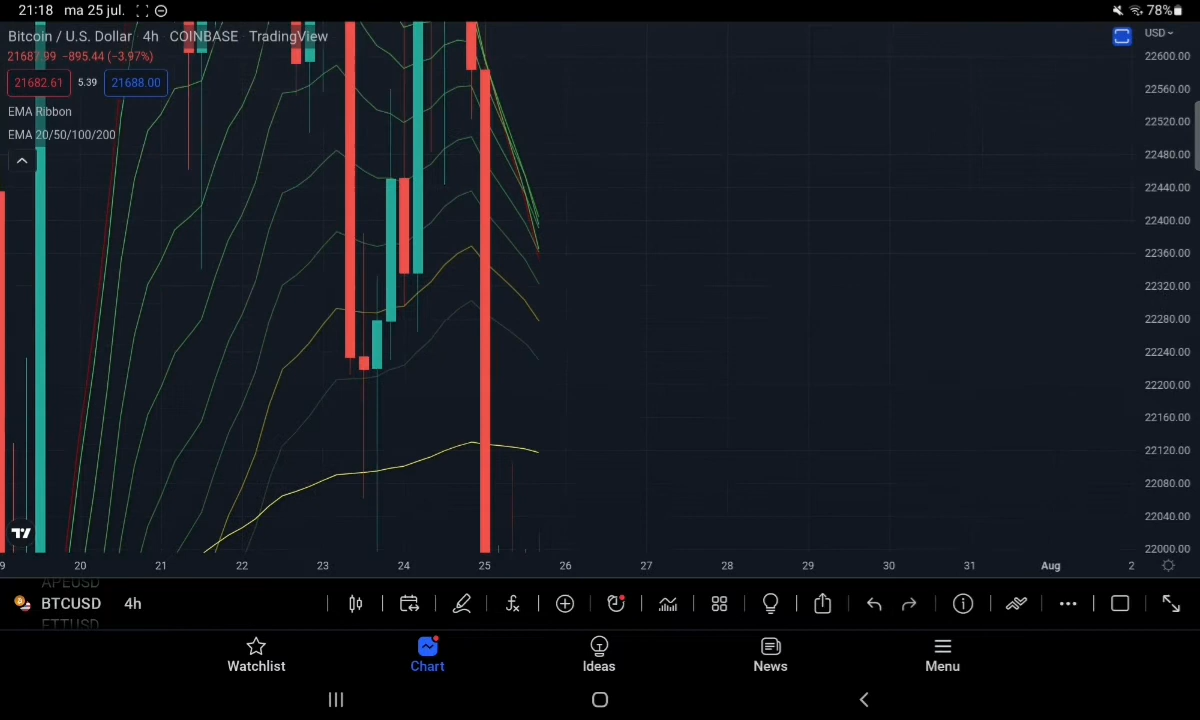 21:18 ma 25 jul. 78%
Bitcoin / U.S. Dollar 4h COINBASE TradingView
USD
21687.99 −895.44 (−3.97%)
21682.61 5.39 21688.00
EMA Ribbon
EMA 20/50/100/200
22600.00
22560.00
22520.00
22480.00
22440.00
22400.00
22360.00
22320.00
22280.00
22240.00
22200.00
22160.00
22120.00
22080.00
22040.00
22000.00
9 20 21 22 23 24 25 26 27 28 29 30 31 Aug 2
APEUSD
BTCUSD 4h
FTTUSD
Watchlist Chart Ideas News Menu